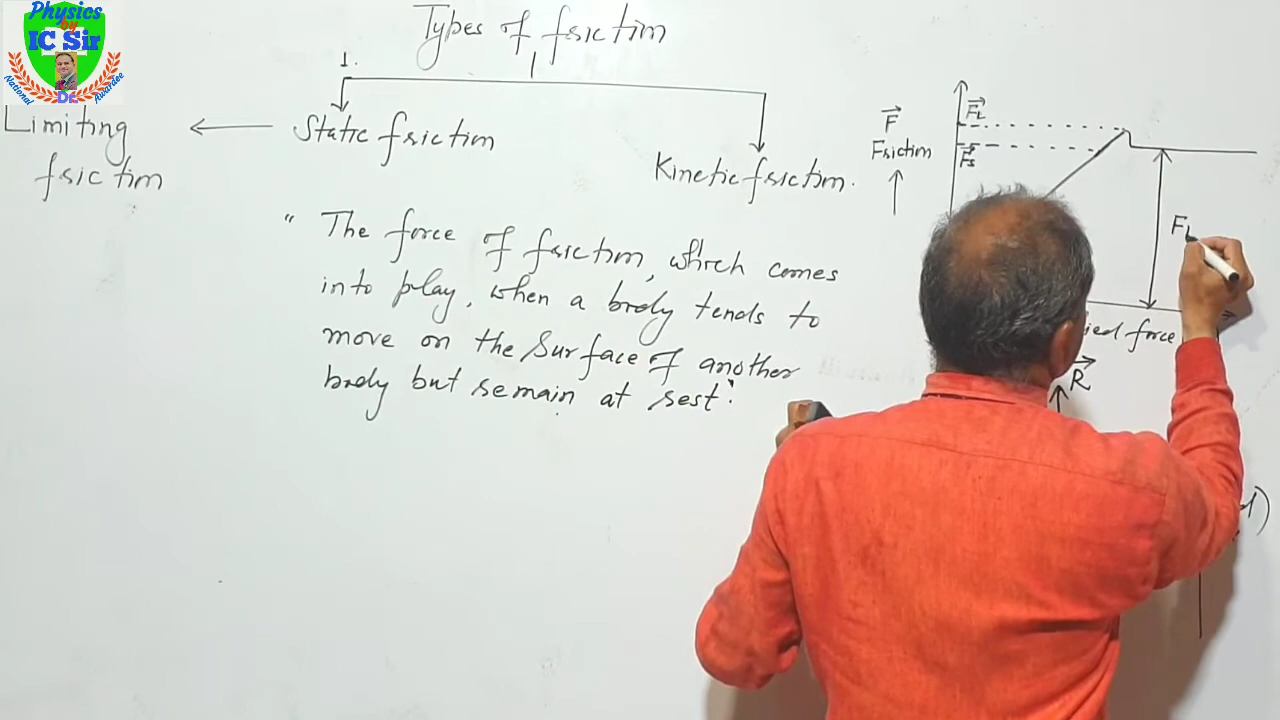 Physics
by
IC Sir
National
Awardee
Types of friction
1.
Static friction
Limiting
friction
Kinetic friction.
" The force of friction, which comes
into play, when a body tends to
move on the surface of another
body but remain at rest".
F
Friction
FL
Fs
force
R